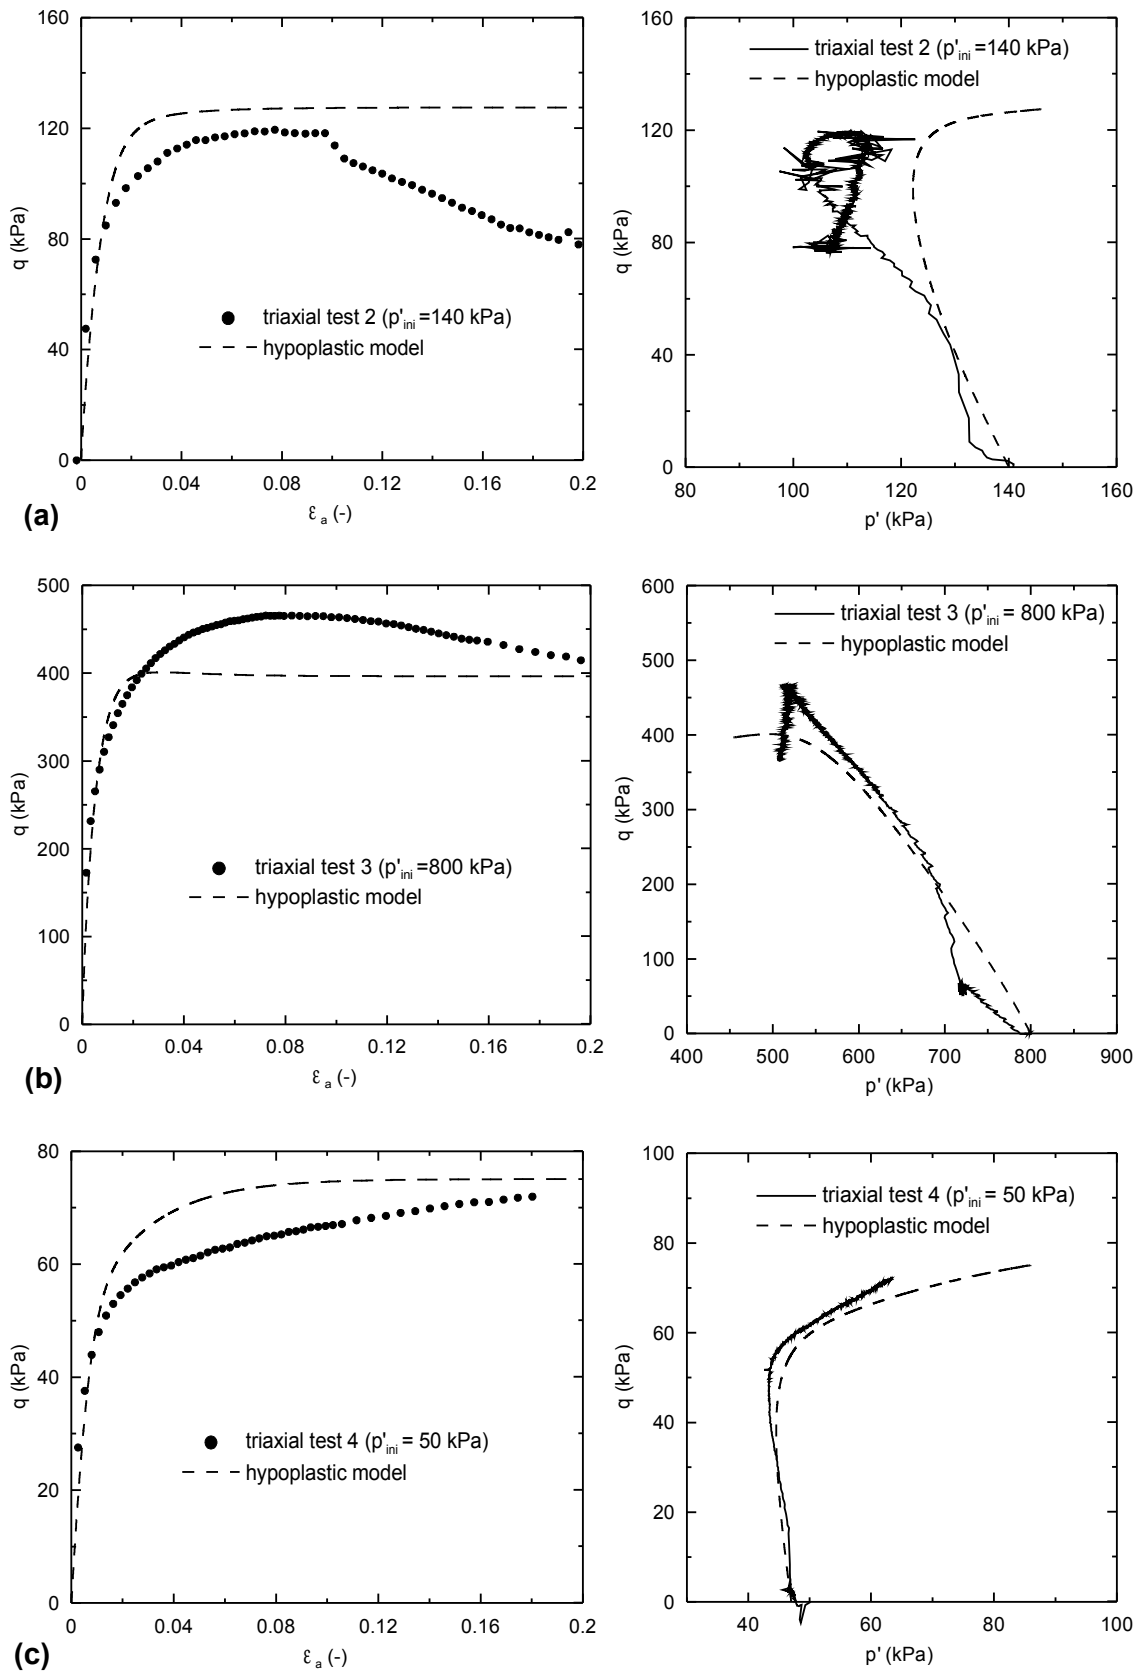 160
120
80
40
0
q (kPa)
triaxial test 2 (p'ini =140 kPa)
hypoplastic model
0 0.04 0.08 0.12 0.16 0.2
ε a (-)
(a)
160
120
80
40
0
q (kPa)
triaxial test 2 (p'ini =140 kPa)
hypoplastic model
80 100 120 140 160
p' (kPa)
500
400
300
200
100
0
q (kPa)
triaxial test 3 (p'ini =800 kPa)
hypoplastic model
0 0.04 0.08 0.12 0.16 0.2
ε a (-)
(b)
600
500
400
300
200
100
0
q (kPa)
triaxial test 3 (p'ini = 800 kPa)
hypoplastic model
400 500 600 700 800 900
p' (kPa)
80
60
40
20
0
q (kPa)
triaxial test 4 (p'ini = 50 kPa)
hypoplastic model
0 0.04 0.08 0.12 0.16 0.2
ε a (-)
(c)
100
80
60
40
20
0
q (kPa)
triaxial test 4 (p'ini = 50 kPa)
hypoplastic model
40 60 80 100
p' (kPa)